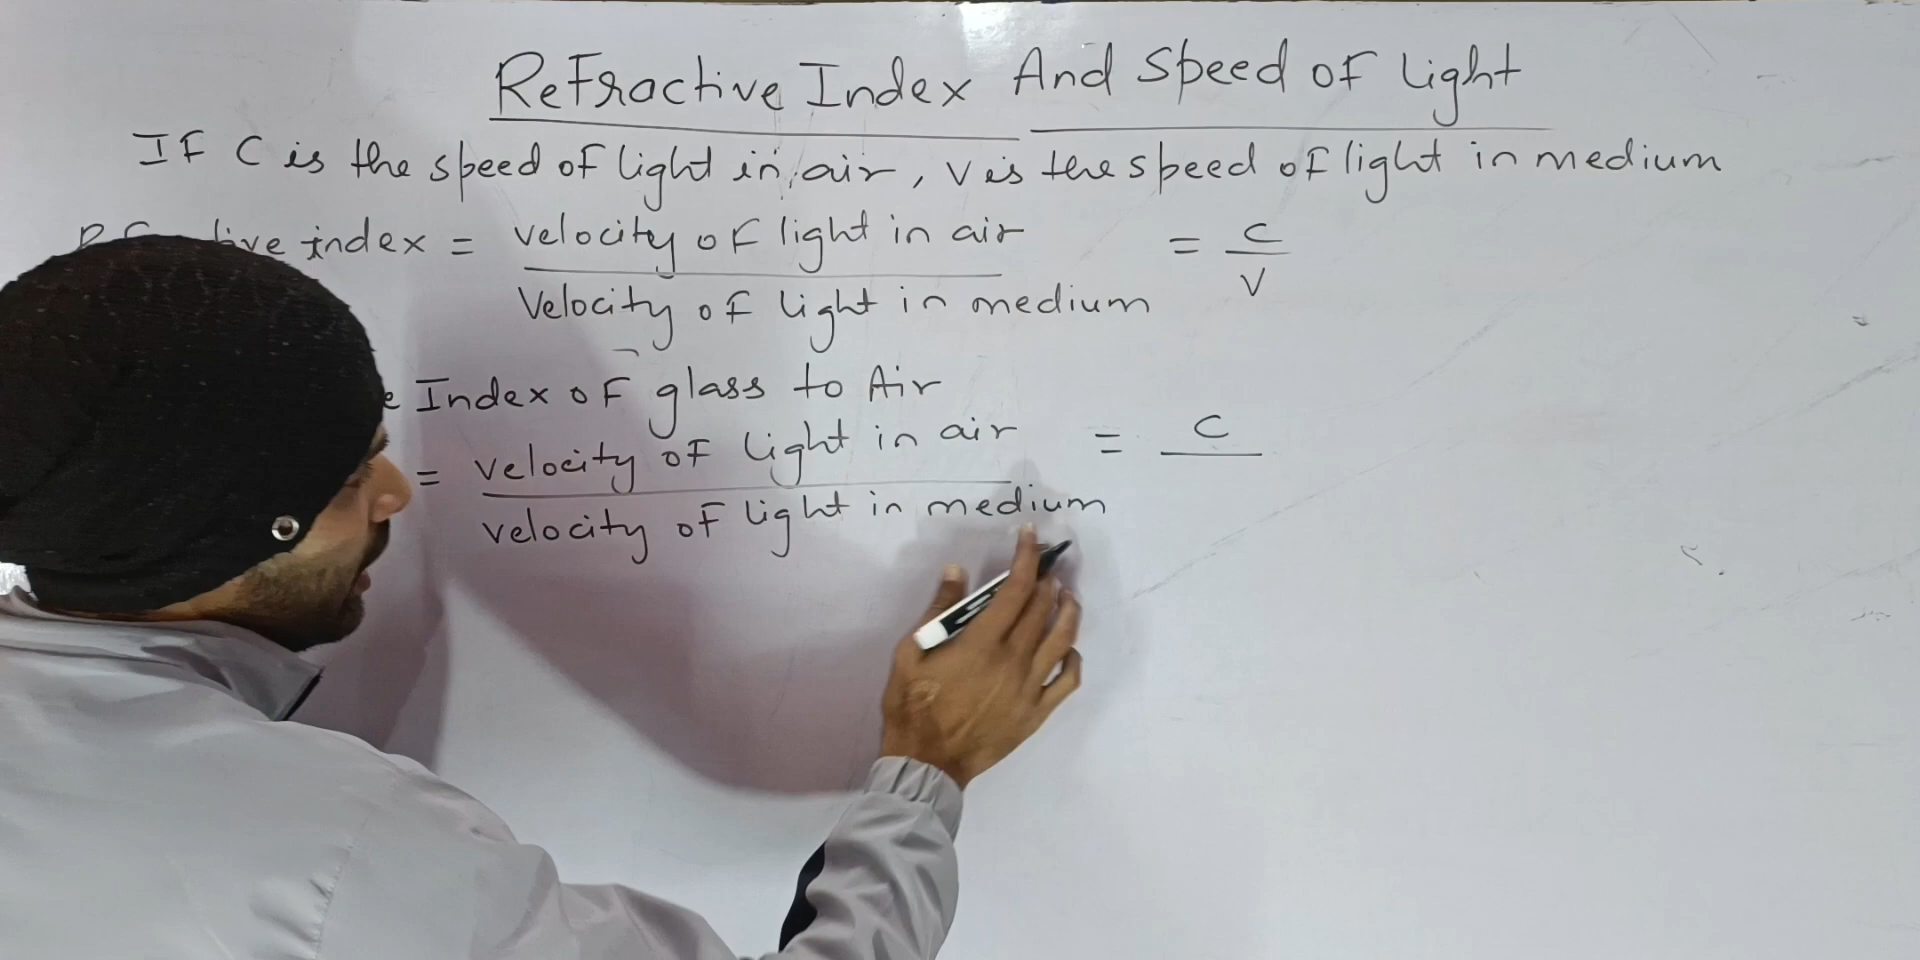 Refractive Index And Speed of Light
If C is the speed of light in air, v is the speed of light in medium
index = velocity of light in air / Velocity of light in medium = c / v
Index of glass to Air
= velocity of light in air / velocity of light in medium = c